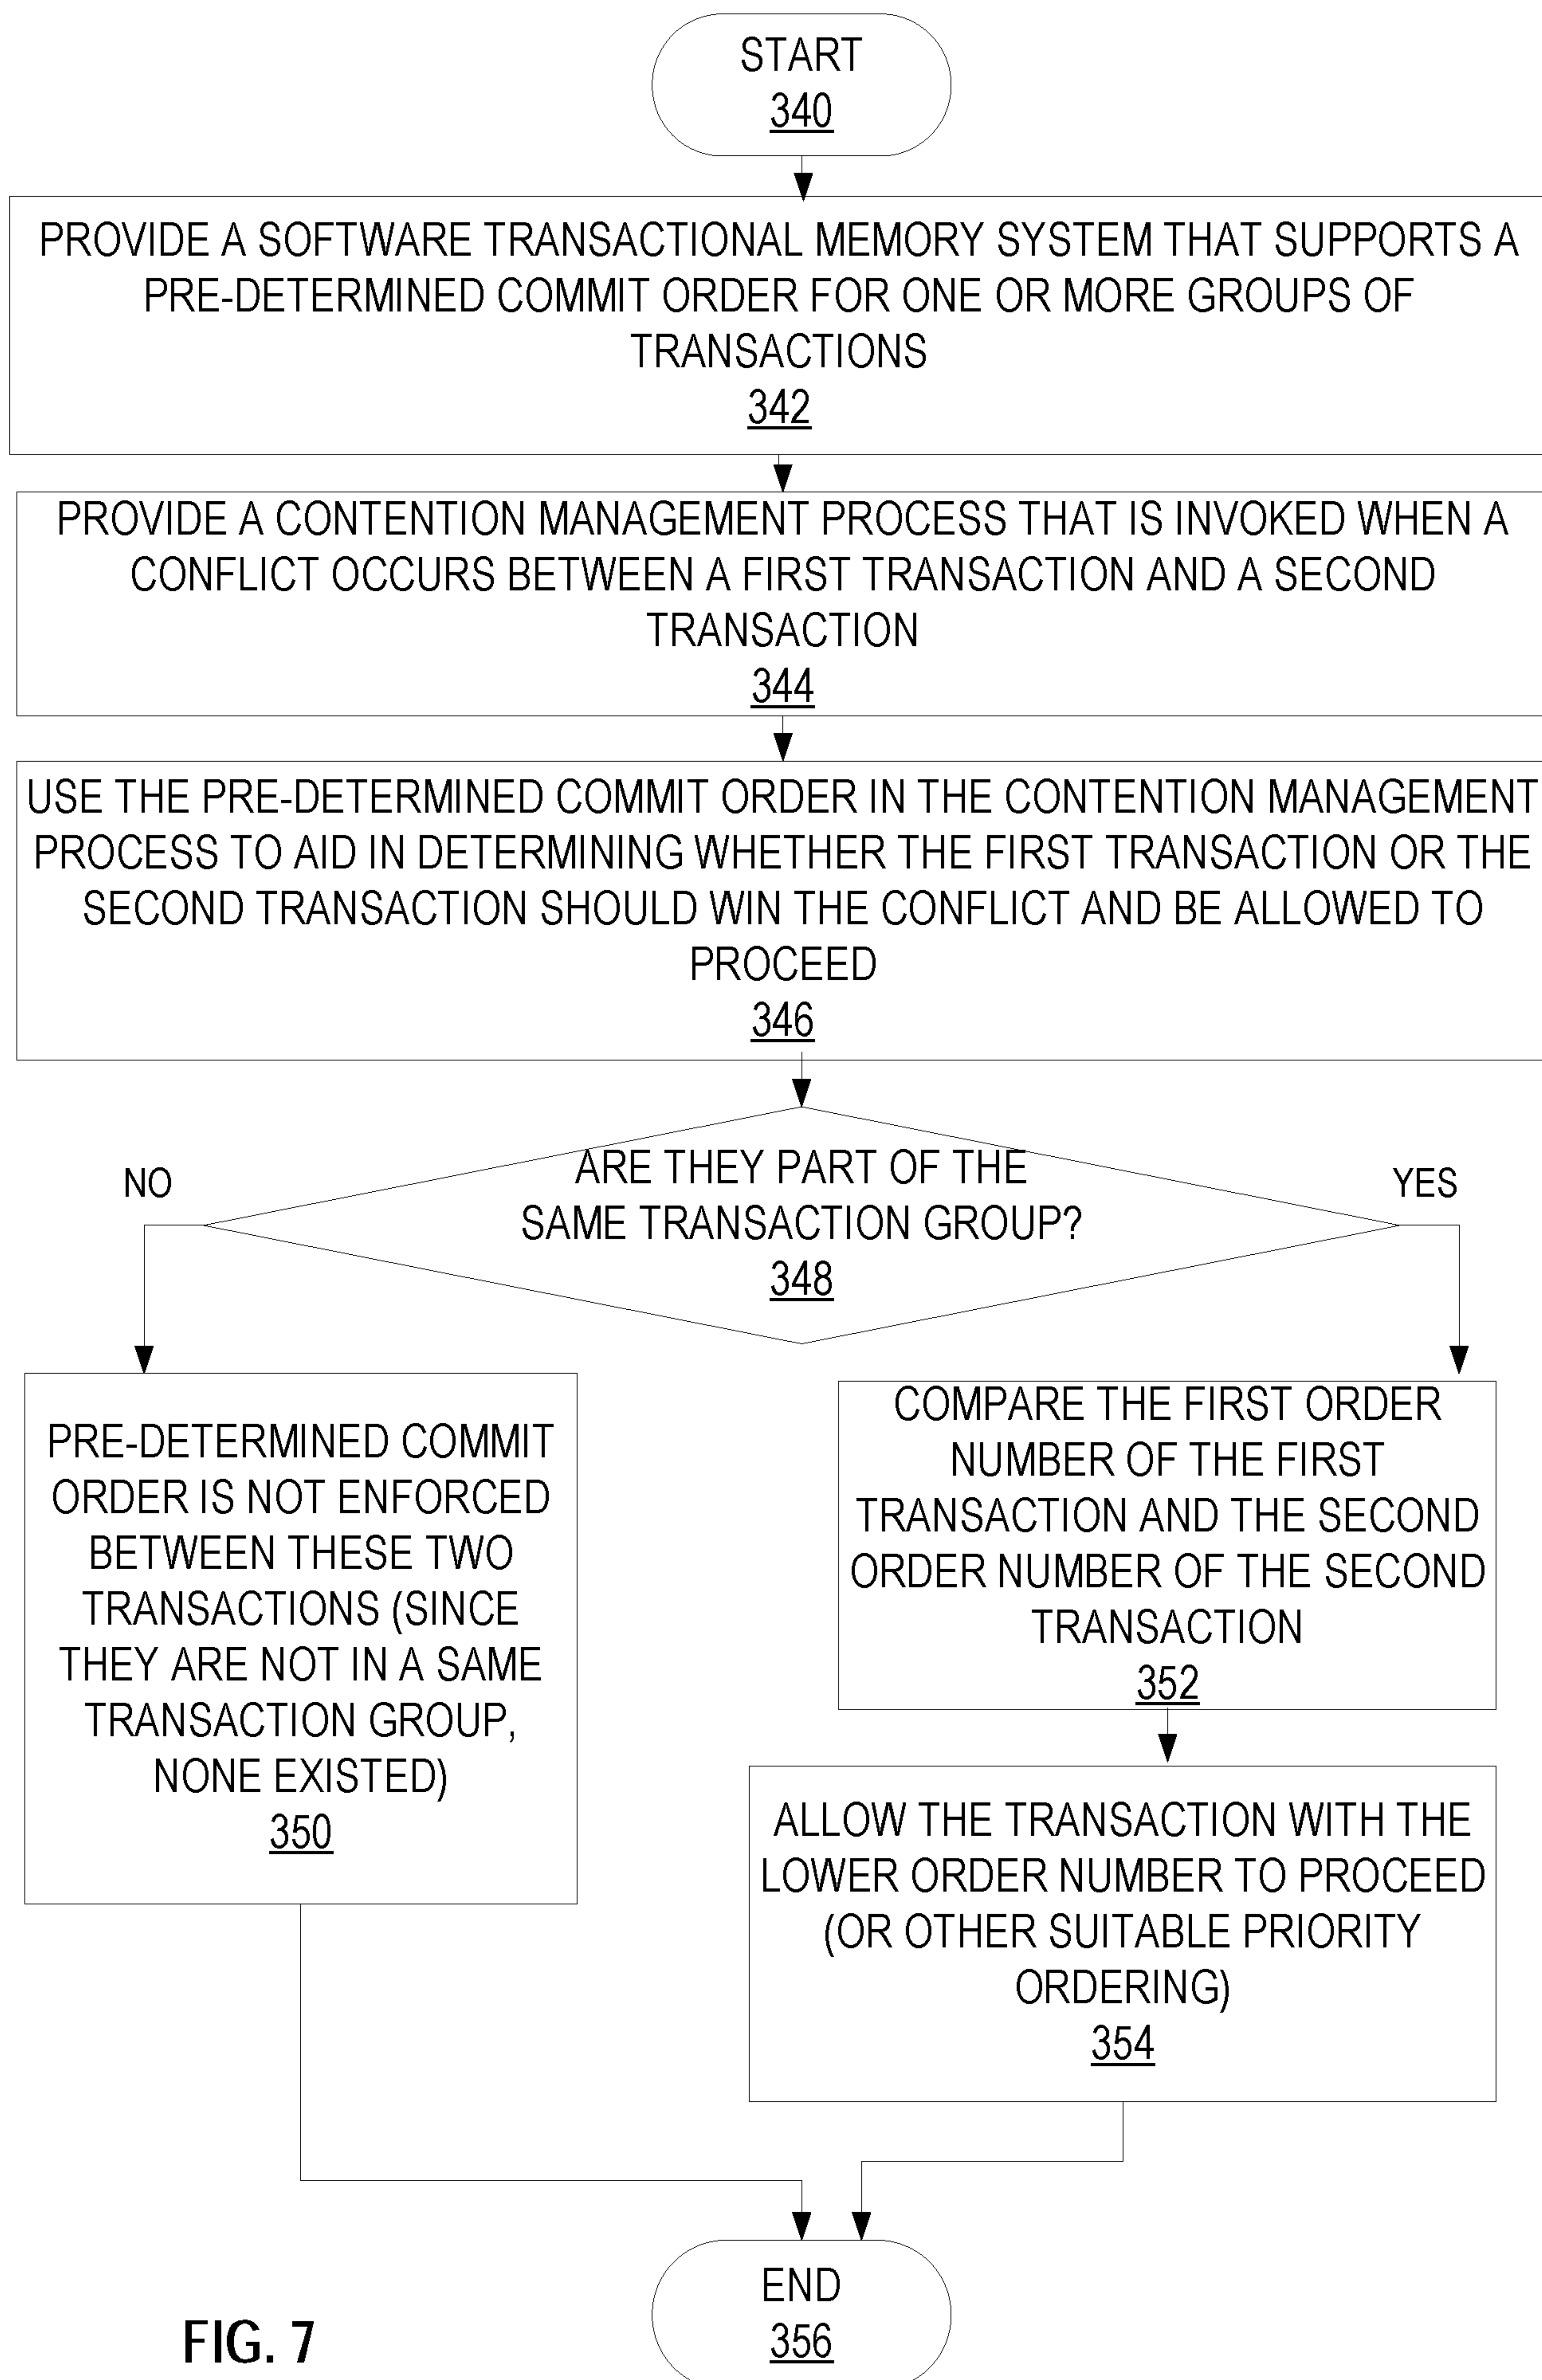 START
340
PROVIDE A SOFTWARE TRANSACTIONAL MEMORY SYSTEM THAT SUPPORTS A
PRE-DETERMINED COMMIT ORDER FOR ONE OR MORE GROUPS OF
TRANSACTIONS
342
PROVIDE A CONTENTION MANAGEMENT PROCESS THAT IS INVOKED WHEN A
CONFLICT OCCURS BETWEEN A FIRST TRANSACTION AND A SECOND
TRANSACTION
344
USE THE PRE-DETERMINED COMMIT ORDER IN THE CONTENTION MANAGEMENT
PROCESS TO AID IN DETERMINING WHETHER THE FIRST TRANSACTION OR THE
SECOND TRANSACTION SHOULD WIN THE CONFLICT AND BE ALLOWED TO
PROCEED
346
ARE THEY PART OF THE
SAME TRANSACTION GROUP?
348
NO
YES
PRE-DETERMINED COMMIT
ORDER IS NOT ENFORCED
BETWEEN THESE TWO
TRANSACTIONS (SINCE
THEY ARE NOT IN A SAME
TRANSACTION GROUP,
NONE EXISTED)
350
COMPARE THE FIRST ORDER
NUMBER OF THE FIRST
TRANSACTION AND THE SECOND
ORDER NUMBER OF THE SECOND
TRANSACTION
352
ALLOW THE TRANSACTION WITH THE
LOWER ORDER NUMBER TO PROCEED
(OR OTHER SUITABLE PRIORITY
ORDERING)
354
END
356
FIG. 7